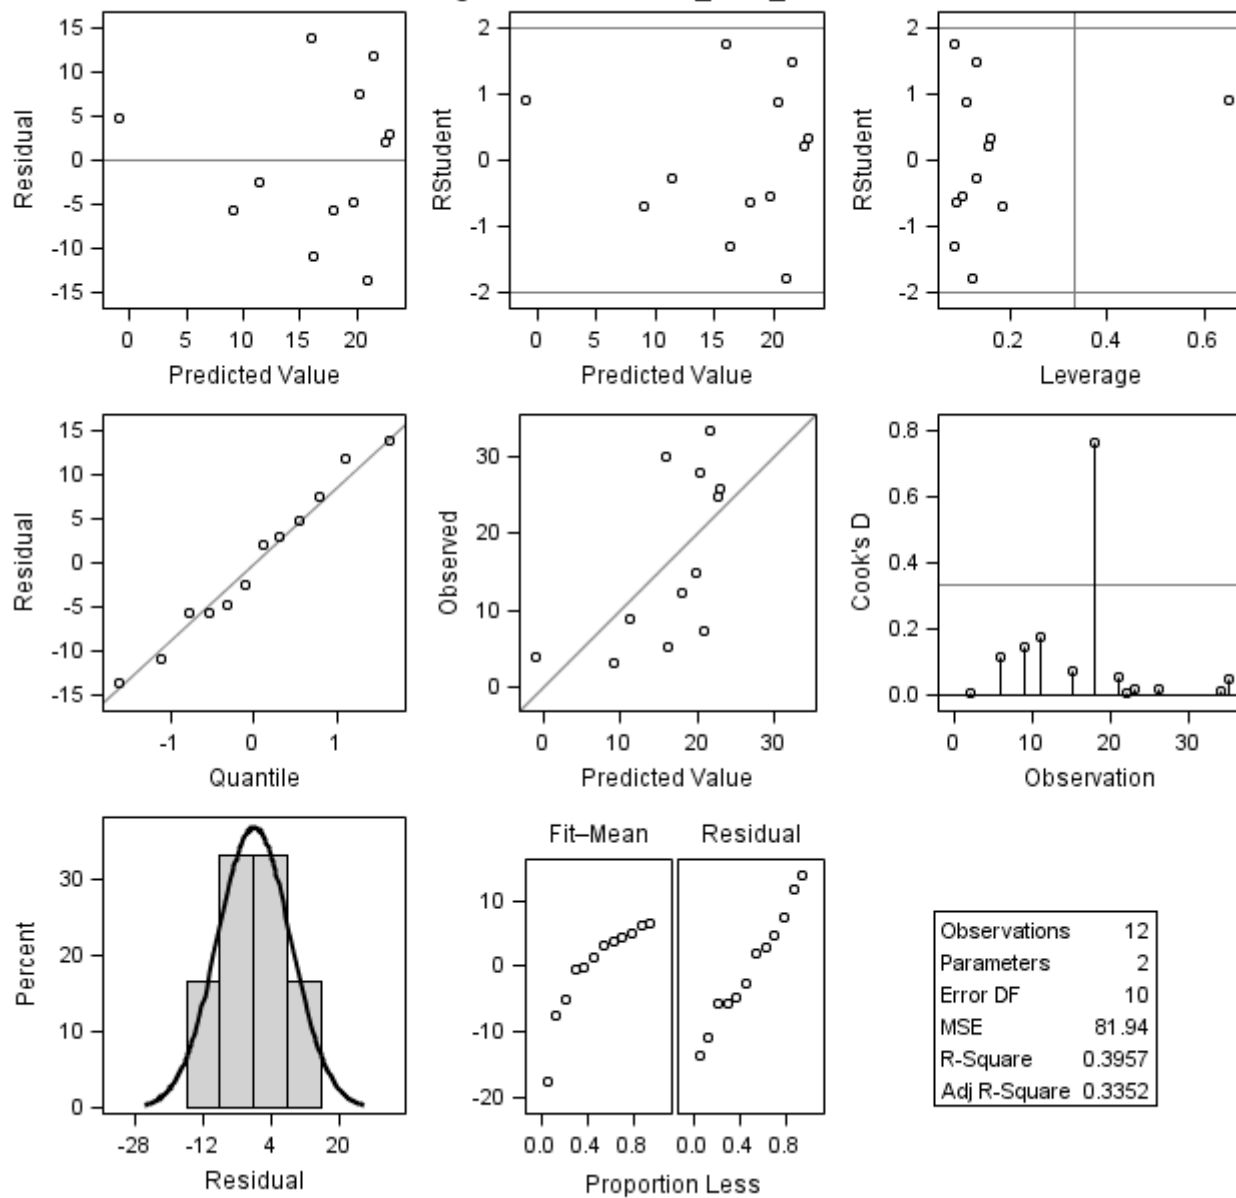 15
10
5
0
-5
-10
-15
Residual
0 5 10 15 20
Predicted Value
2
1
0
-1
-2
RStudent
0 5 10 15 20
Predicted Value
2
1
0
-1
-2
RStudent
0.2 0.4 0.6
Leverage
15
10
5
0
-5
-10
-15
Residual
-1 0 1
Quantile
30
20
10
0
Observed
0 10 20 30
Predicted Value
0.8
0.6
0.4
0.2
0.0
Cook's D
0 10 20 30
Observation
30
20
10
0
Percent
-28 -12 4 20
Residual
Fit–Mean Residual
10
0
-10
-20
0.0 0.4 0.8 0.0 0.4 0.8
Proportion Less
Observations 12
Parameters 2
Error DF 10
MSE 81.94
R-Square 0.3957
Adj R-Square 0.3352